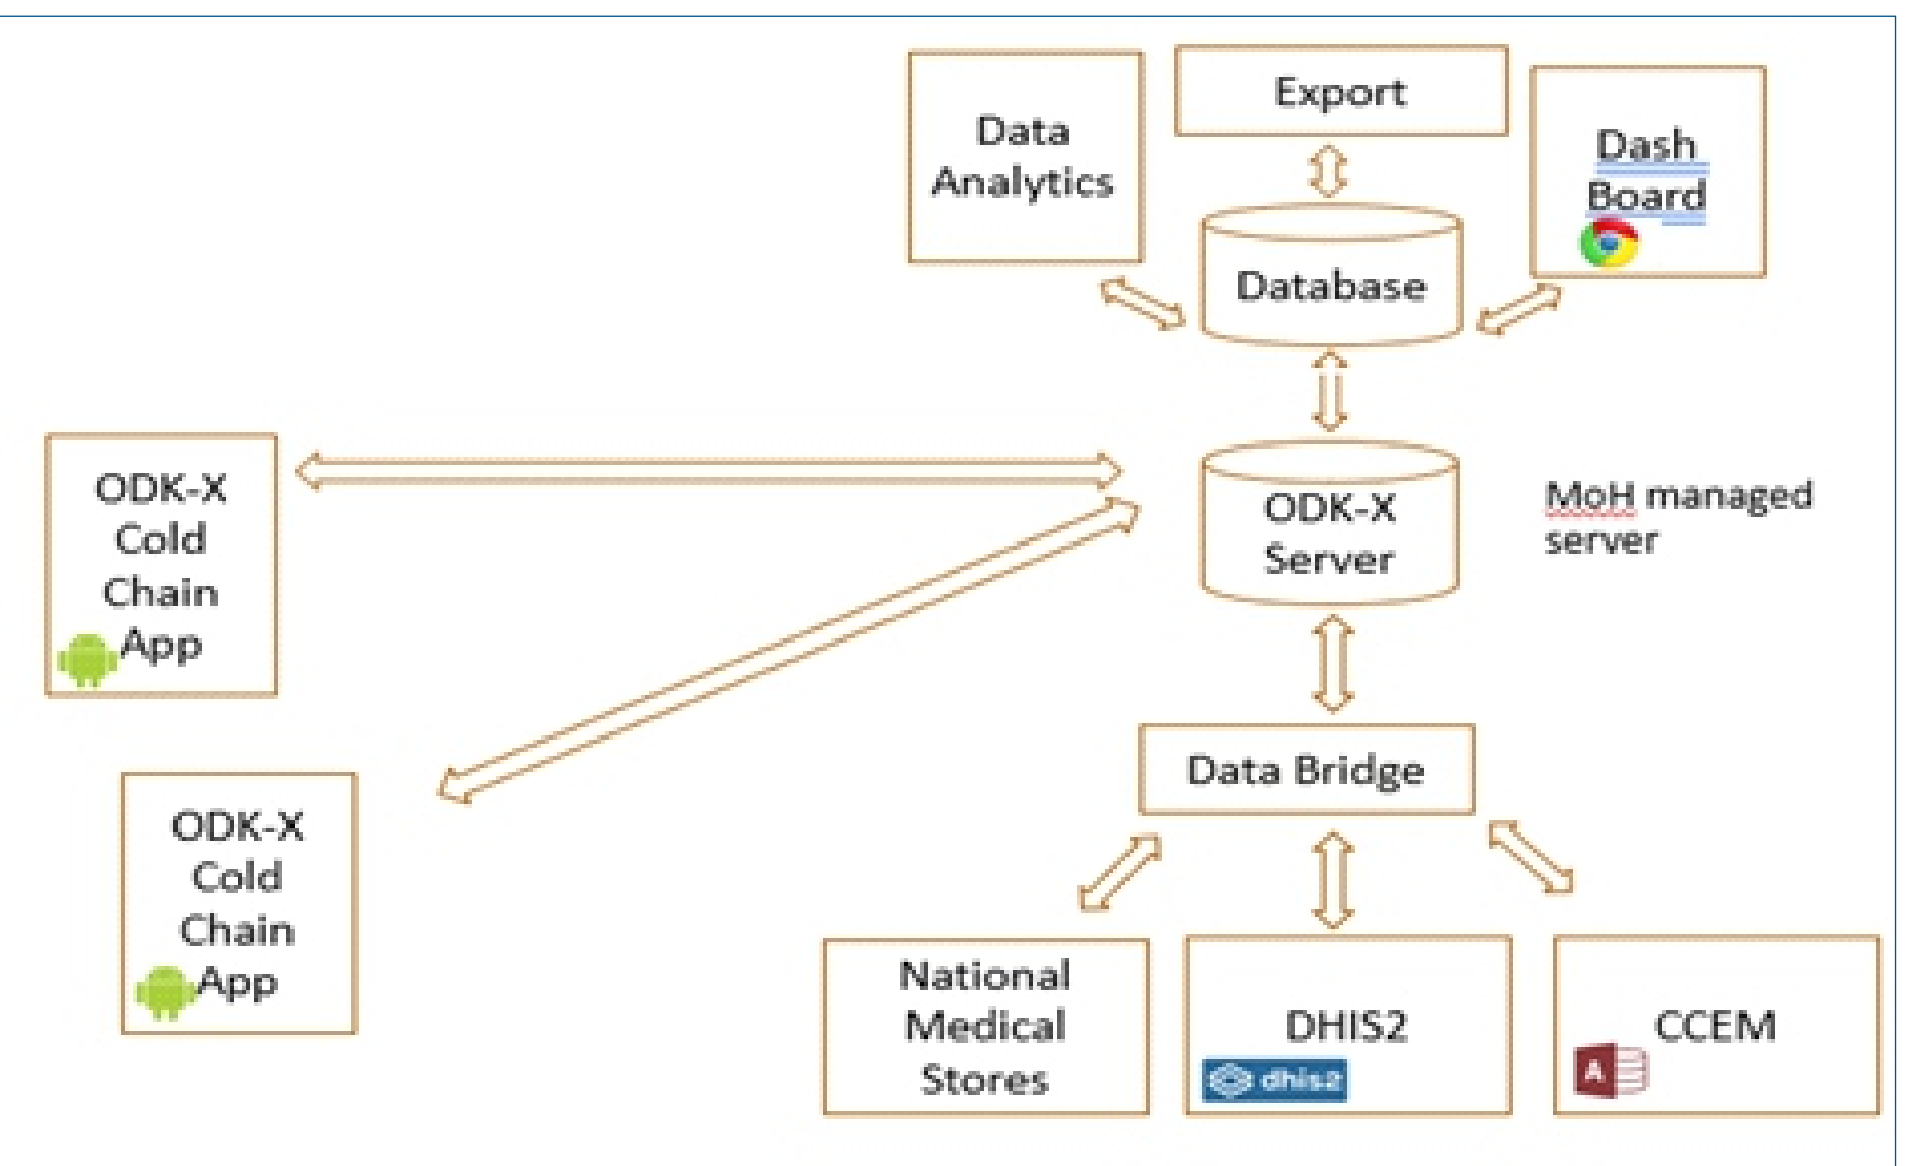 Data
Analytics
Export
Dash
Board
Database
ODK-X
Cold
Chain
App
ODK-X
Server
MoH managed
server
ODK-X
Cold
Chain
App
Data Bridge
National
Medical
Stores
DHIS2
dhis2
CCEM
A